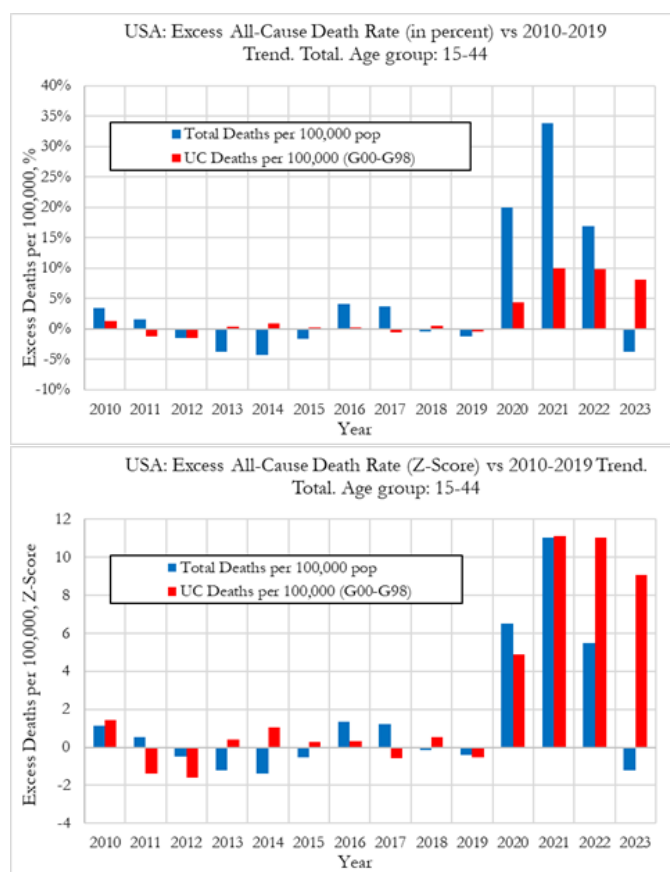 USA: Excess All-Cause Death Rate (in percent) vs 2010-2019
Trend. Total. Age group: 15-44
Excess Deaths per 100,000, %
40%
35%
30%
25%
20%
15%
10%
5%
0%
-5%
-10%
Total Deaths per 100,000 pop
UC Deaths per 100,000 (G00-G98)
2010 2011 2012 2013 2014 2015 2016 2017 2018 2019 2020 2021 2022 2023
Year
USA: Excess All-Cause Death Rate (Z-Score) vs 2010-2019 Trend.
Total. Age group: 15-44
Excess Deaths per 100,000, Z-Score
12
10
8
6
4
2
0
-2
-4
Total Deaths per 100,000 pop
UC Deaths per 100,000 (G00-G98)
2010 2011 2012 2013 2014 2015 2016 2017 2018 2019 2020 2021 2022 2023
Year